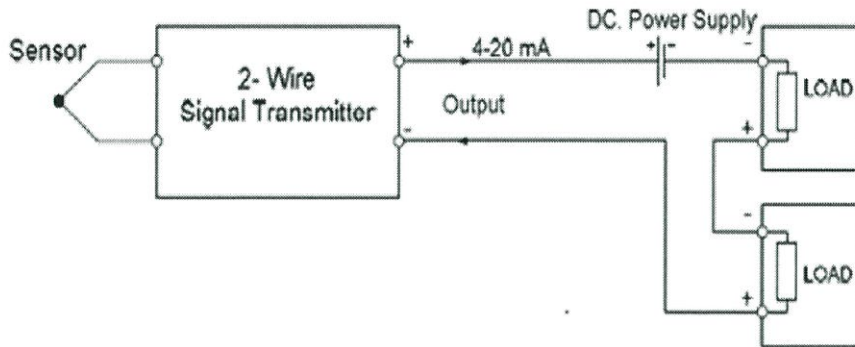 DC. Power Supply
Sensor
+ 4-20 mA + - -
2- Wire
Signal Transmitter
Output
LOAD
- +
-
LOAD
+